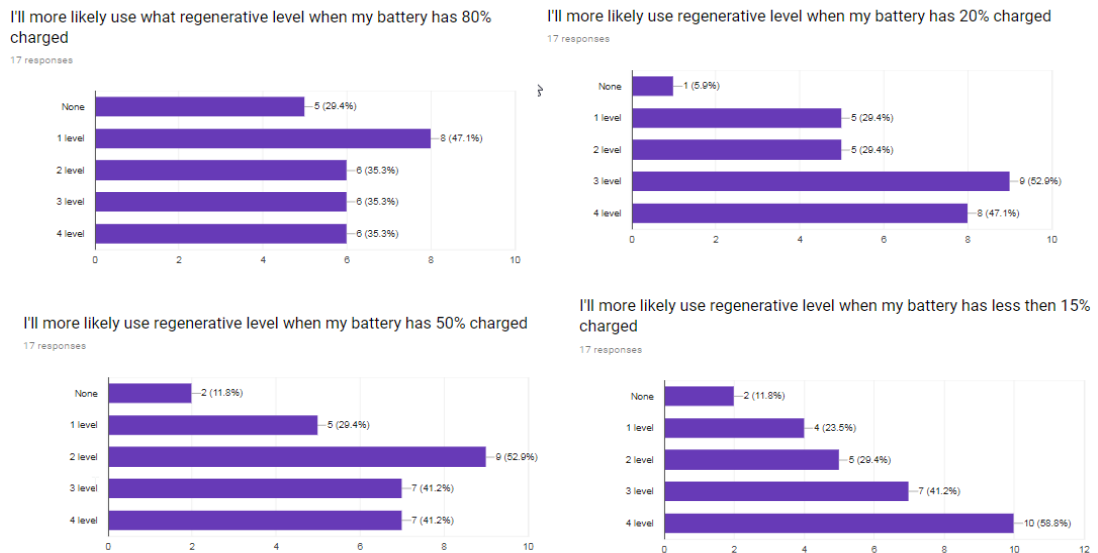 I'll more likely use what regenerative level when my battery has 80%
charged
17 responses
None
5 (29.4%)
1 level
8 (47.1%)
2 level
6 (35.3%)
3 level
6 (35.3%)
4 level
6 (35.3%)
0 2 4 6 8 10
I'll more likely use regenerative level when my battery has 20% charged
17 responses
None
1 (5.9%)
1 level
5 (29.4%)
2 level
5 (29.4%)
3 level
9 (52.9%)
4 level
8 (47.1%)
0 2 4 6 8 10
I'll more likely use regenerative level when my battery has 50% charged
17 responses
None
2 (11.8%)
1 level
5 (29.4%)
2 level
9 (52.9%)
3 level
7 (41.2%)
4 level
7 (41.2%)
0 2 4 6 8 10
I'll more likely use regenerative level when my battery has less then 15%
charged
17 responses
None
2 (11.8%)
1 level
4 (23.5%)
2 level
5 (29.4%)
3 level
7 (41.2%)
4 level
10 (58.8%)
0 2 4 6 8 10 12